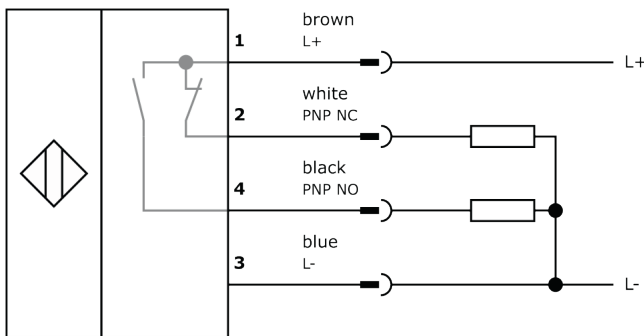 brown
1 L+
L+
white
2 PNP NC
black
4 PNP NO
blue
3 L-
L-